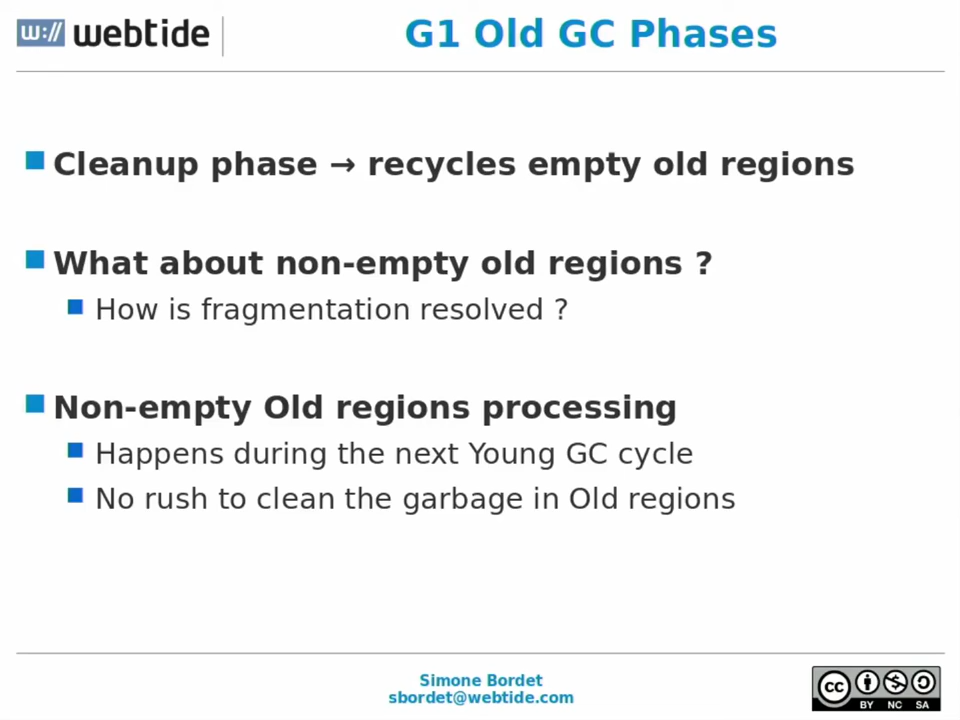 w:// webtide
G1 Old GC Phases
Cleanup phase → recycles empty old regions
What about non-empty old regions ?
How is fragmentation resolved ?
Non-empty Old regions processing
Happens during the next Young GC cycle
No rush to clean the garbage in Old regions
Simone Bordet
sbordet@webtide.com
cc
BY NC SA